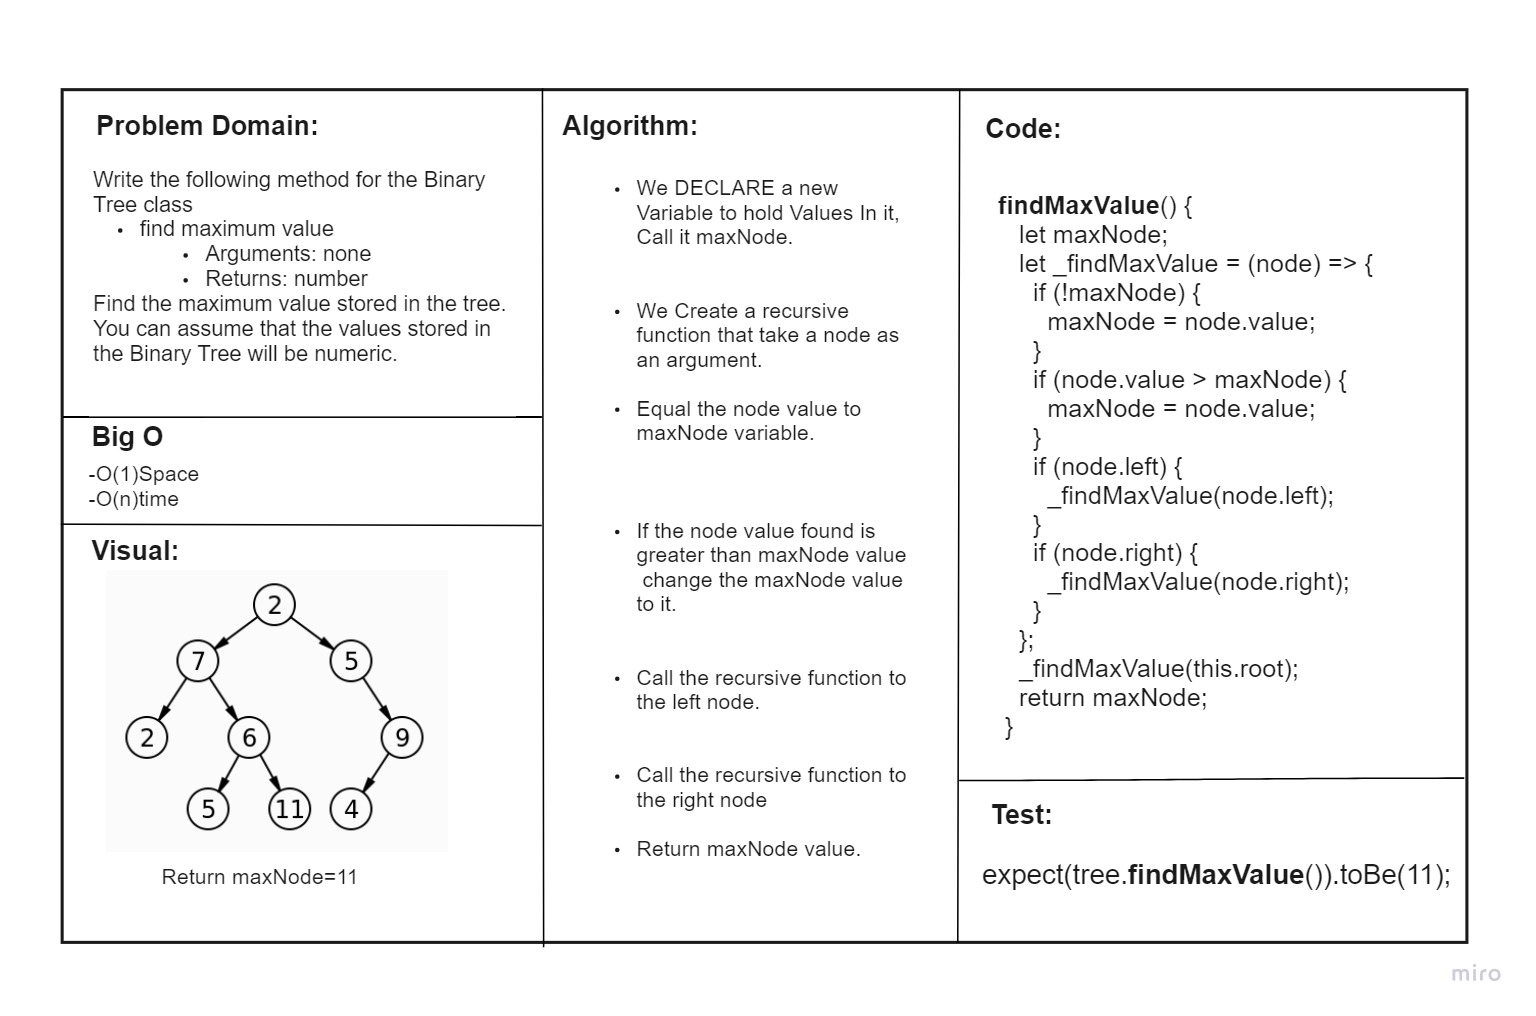 Problem Domain:
Write the following method for the Binary
Tree class
• find maximum value
• Arguments: none
• Returns: number
Find the maximum value stored in the tree.
You can assume that the values stored in
the Binary Tree will be numeric.
Big O
-O(1)Space
-O(n)time
Visual:
2
7 5
2 6 9
5 11 4
Return maxNode=11
Algorithm:
• We DECLARE a new
Variable to hold Values In it,
Call it maxNode.
• We Create a recursive
function that take a node as
an argument.
• Equal the node value to
maxNode variable.
• If the node value found is
greater than maxNode value
change the maxNode value
to it.
• Call the recursive function to
the left node.
• Call the recursive function to
the right node
• Return maxNode value.
Code:
findMaxValue() {
let maxNode;
let _findMaxValue = (node) => {
if (!maxNode) {
maxNode = node.value;
}
if (node.value > maxNode) {
maxNode = node.value;
}
if (node.left) {
_findMaxValue(node.left);
}
if (node.right) {
_findMaxValue(node.right);
}
};
_findMaxValue(this.root);
return maxNode;
}
Test:
expect(tree.findMaxValue()).toBe(11);
miro